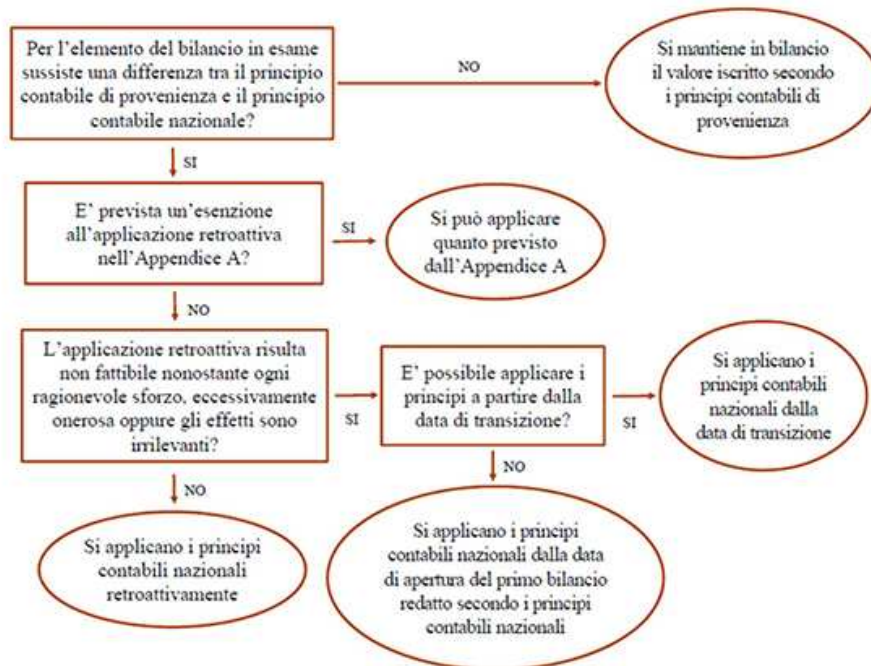 Per l'elemento del bilancio in esame
sussiste una differenza tra il principio
contabile di provenienza e il principio
contabile nazionale?
NO
Si mantiene in bilancio
il valore iscritto secondo
i principi contabili di
provenienza
SI
E' prevista un'esenzione
all'applicazione retroattiva
nell'Appendice A?
SI
Si può applicare
quanto previsto
dall'Appendice A
NO
L'applicazione retroattiva risulta
non fattibile nonostante ogni
ragionevole sforzo, eccessivamente
onerosa oppure gli effetti sono
irrilevanti?
SI
E' possibile applicare i
principi a partire dalla
data di transizione?
SI
Si applicano i
principi contabili
nazionali dalla
data di transizione
NO
Si applicano i principi
contabili nazionali
retroattivamente
NO
Si applicano i principi
contabili nazionali dalla data
di apertura del primo bilancio
redatto secondo i principi
contabili nazionali